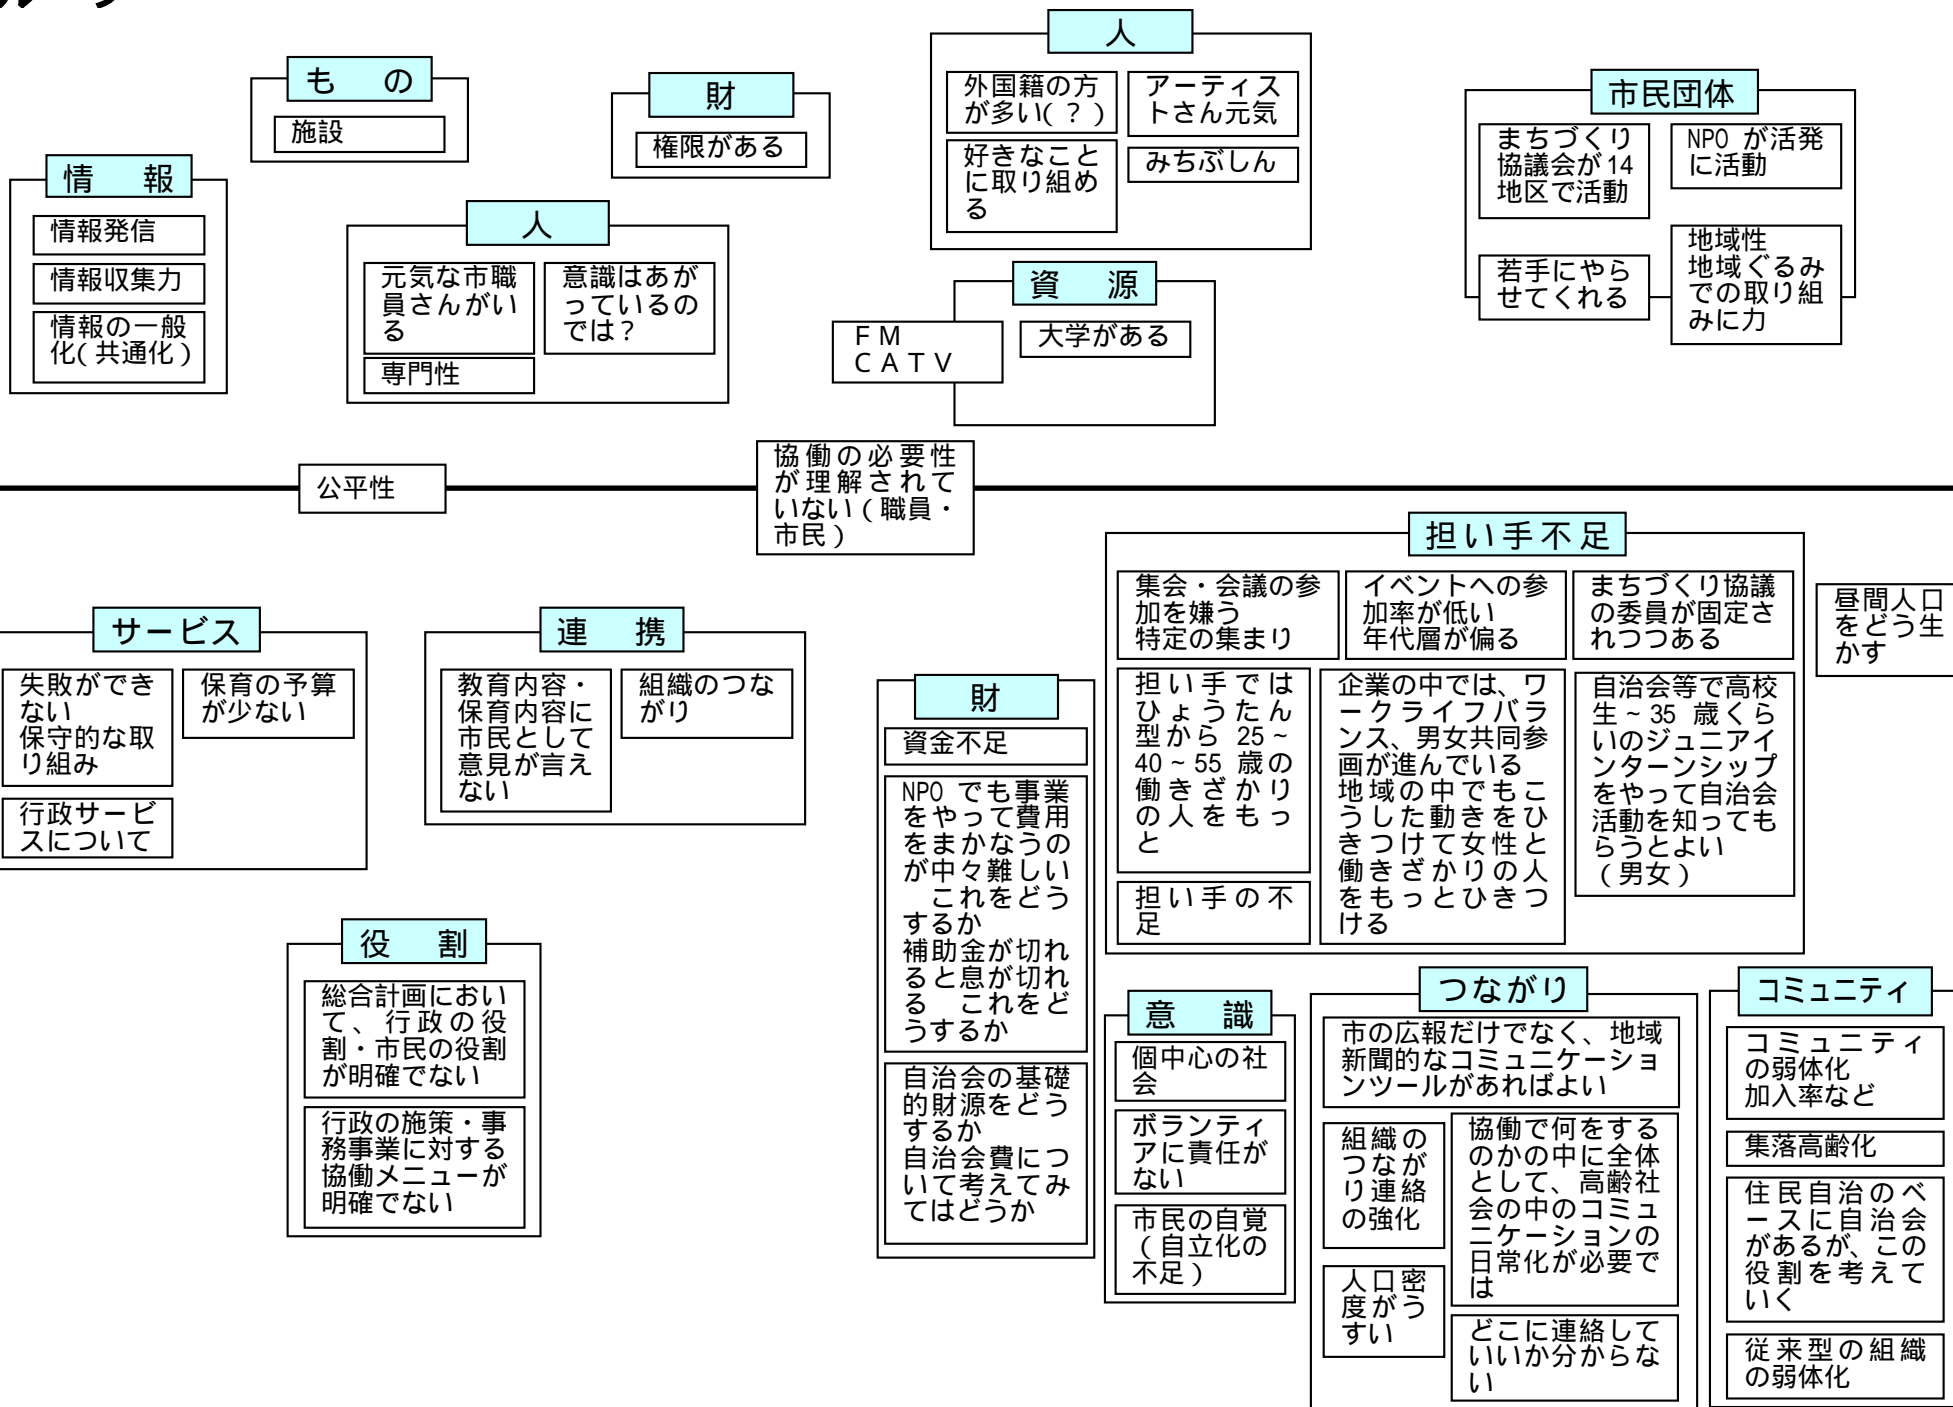 人
外国籍の方
が多い(？)
好きなこと
に取り組め
る
アーティス
トさん元気
みちぶしん
も　の
施設
財
権限がある
市民団体
まちづくり
協議会が14
地区で活動
NPO が活発
に活動
若手にやら
せてくれる
地域性
地域ぐるみ
での取り組
みに力
情　報
情報発信
情報収集力
情報の一般
化(共通化)
人
元気な市職
員さんがい
る
意識はあが
っているの
では？
専門性
資　源
ＦＭ
ＣＡＴＶ
大学がある
公平性
協働の必要性
が理解されて
いない（職員・
市民）
担い手不足
集会・会議の参
加を嫌う
特定の集まり
イベントへの参
加率が低い
年代層が偏る
まちづくり協議
の委員が固定さ
れつつある
担い手では
ひょうたん
型から 25～
40～55 歳の
働きざかり
の人をもっ
と
企業の中では、ワ
ークライフバラ
ンス、男女共同参
画が進んでいる
地域の中でもこ
うした動きをひ
きつけて女性と
働きざかりの人
をもっとひきつ
ける
自治会等で高校
生～35 歳くら
いのジュニアイ
ンターンシップ
をやって自治会
活動を知っても
らうとよい
（男女）
担い手の不
足
昼間人口
をどう生
かす
サービス
失敗ができ
ない
保守的な取
り組み
保育の予算
が少ない
行政サービ
スについて
連　携
教育内容・
保育内容に
市民として
意見が言え
ない
組織のつな
がり
財
資金不足
NPO でも事業
をやって費用
をまかなうの
が中々難しい
これをどう
するか
補助金が切れ
ると息が切れ
る　これをど
うするか
自治会の基礎
的財源をどう
するか
自治会費につ
いて考えてみ
てはどうか
役　割
総合計画におい
て、行政の役
割・市民の役割
が明確でない
行政の施策・事
務事業に対する
協働メニューが
明確でない
意　識
個中心の社
会
ボランティ
アに責任が
ない
市民の自覚
（自立化の
不足）
つながり
市の広報だけでなく、地域
新聞的なコミュニケーショ
ンツールがあればよい
組織の
つなが
り連絡
の強化
協働で何をする
のかの中に全体
として、高齢社
会の中のコミュ
ニケーションの
日常化が必要で
は
人口密
度がう
すい
どこに連絡して
いいか分からな
い
コミュニティ
コミュニティ
の弱体化
加入率など
集落高齢化
住民自治のベ
ースに自治会
があるが、この
役割を考えて
いく
従来型の組織
の弱体化